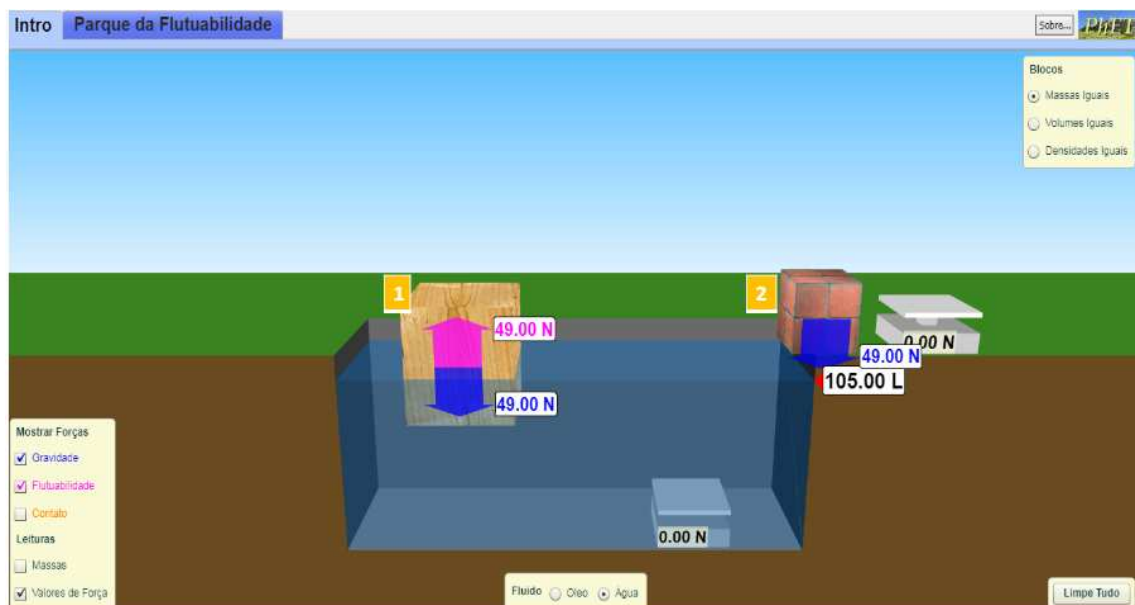 Intro
Parque da Flutuabilidade
Sobre...
PhET
Blocos
Massas Iguais
Volumes Iguais
Densidades Iguais
1
2
49.00 N
49.00 N
0.00 N
49.00 N
105.00 L
Mostrar Forças
Gravidade
Flutuabilidade
Contato
Leituras
Massas
Valores de Força
0.00 N
Fluido Óleo Água
Limpe Tudo